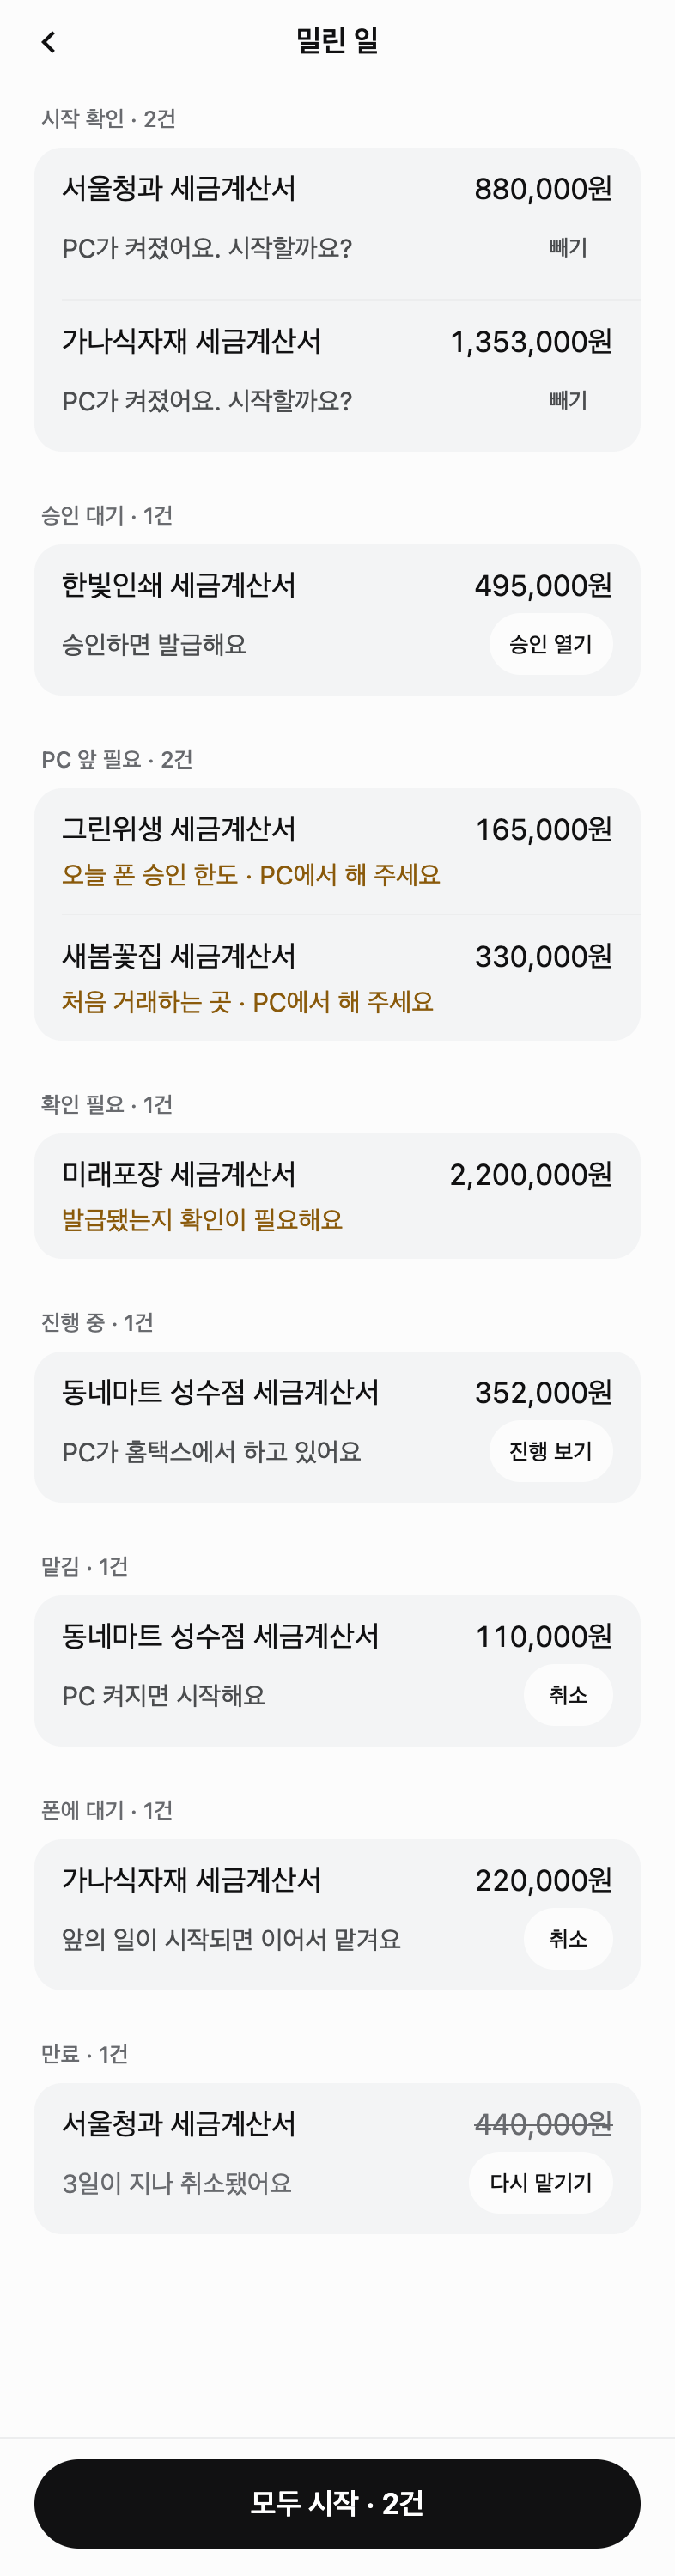 밀린 일
시작 확인 · 2건
서울청과 세금계산서 880,000원
PC가 켜졌어요. 시작할까요? 빼기
가나식자재 세금계산서 1,353,000원
PC가 켜졌어요. 시작할까요? 빼기
승인 대기 · 1건
한빛인쇄 세금계산서 495,000원
승인하면 발급해요 승인 열기
PC 앞 필요 · 2건
그린위생 세금계산서 165,000원
오늘 폰 승인 한도 · PC에서 해 주세요
새봄꽃집 세금계산서 330,000원
처음 거래하는 곳 · PC에서 해 주세요
확인 필요 · 1건
미래포장 세금계산서 2,200,000원
발급됐는지 확인이 필요해요
진행 중 · 1건
동네마트 성수점 세금계산서 352,000원
PC가 홈택스에서 하고 있어요 진행 보기
맡김 · 1건
동네마트 성수점 세금계산서 110,000원
PC 켜지면 시작해요 취소
폰에 대기 · 1건
가나식자재 세금계산서 220,000원
앞의 일이 시작되면 이어서 맡겨요 취소
만료 · 1건
서울청과 세금계산서 440,000원
3일이 지나 취소됐어요 다시 맡기기
모두 시작 · 2건